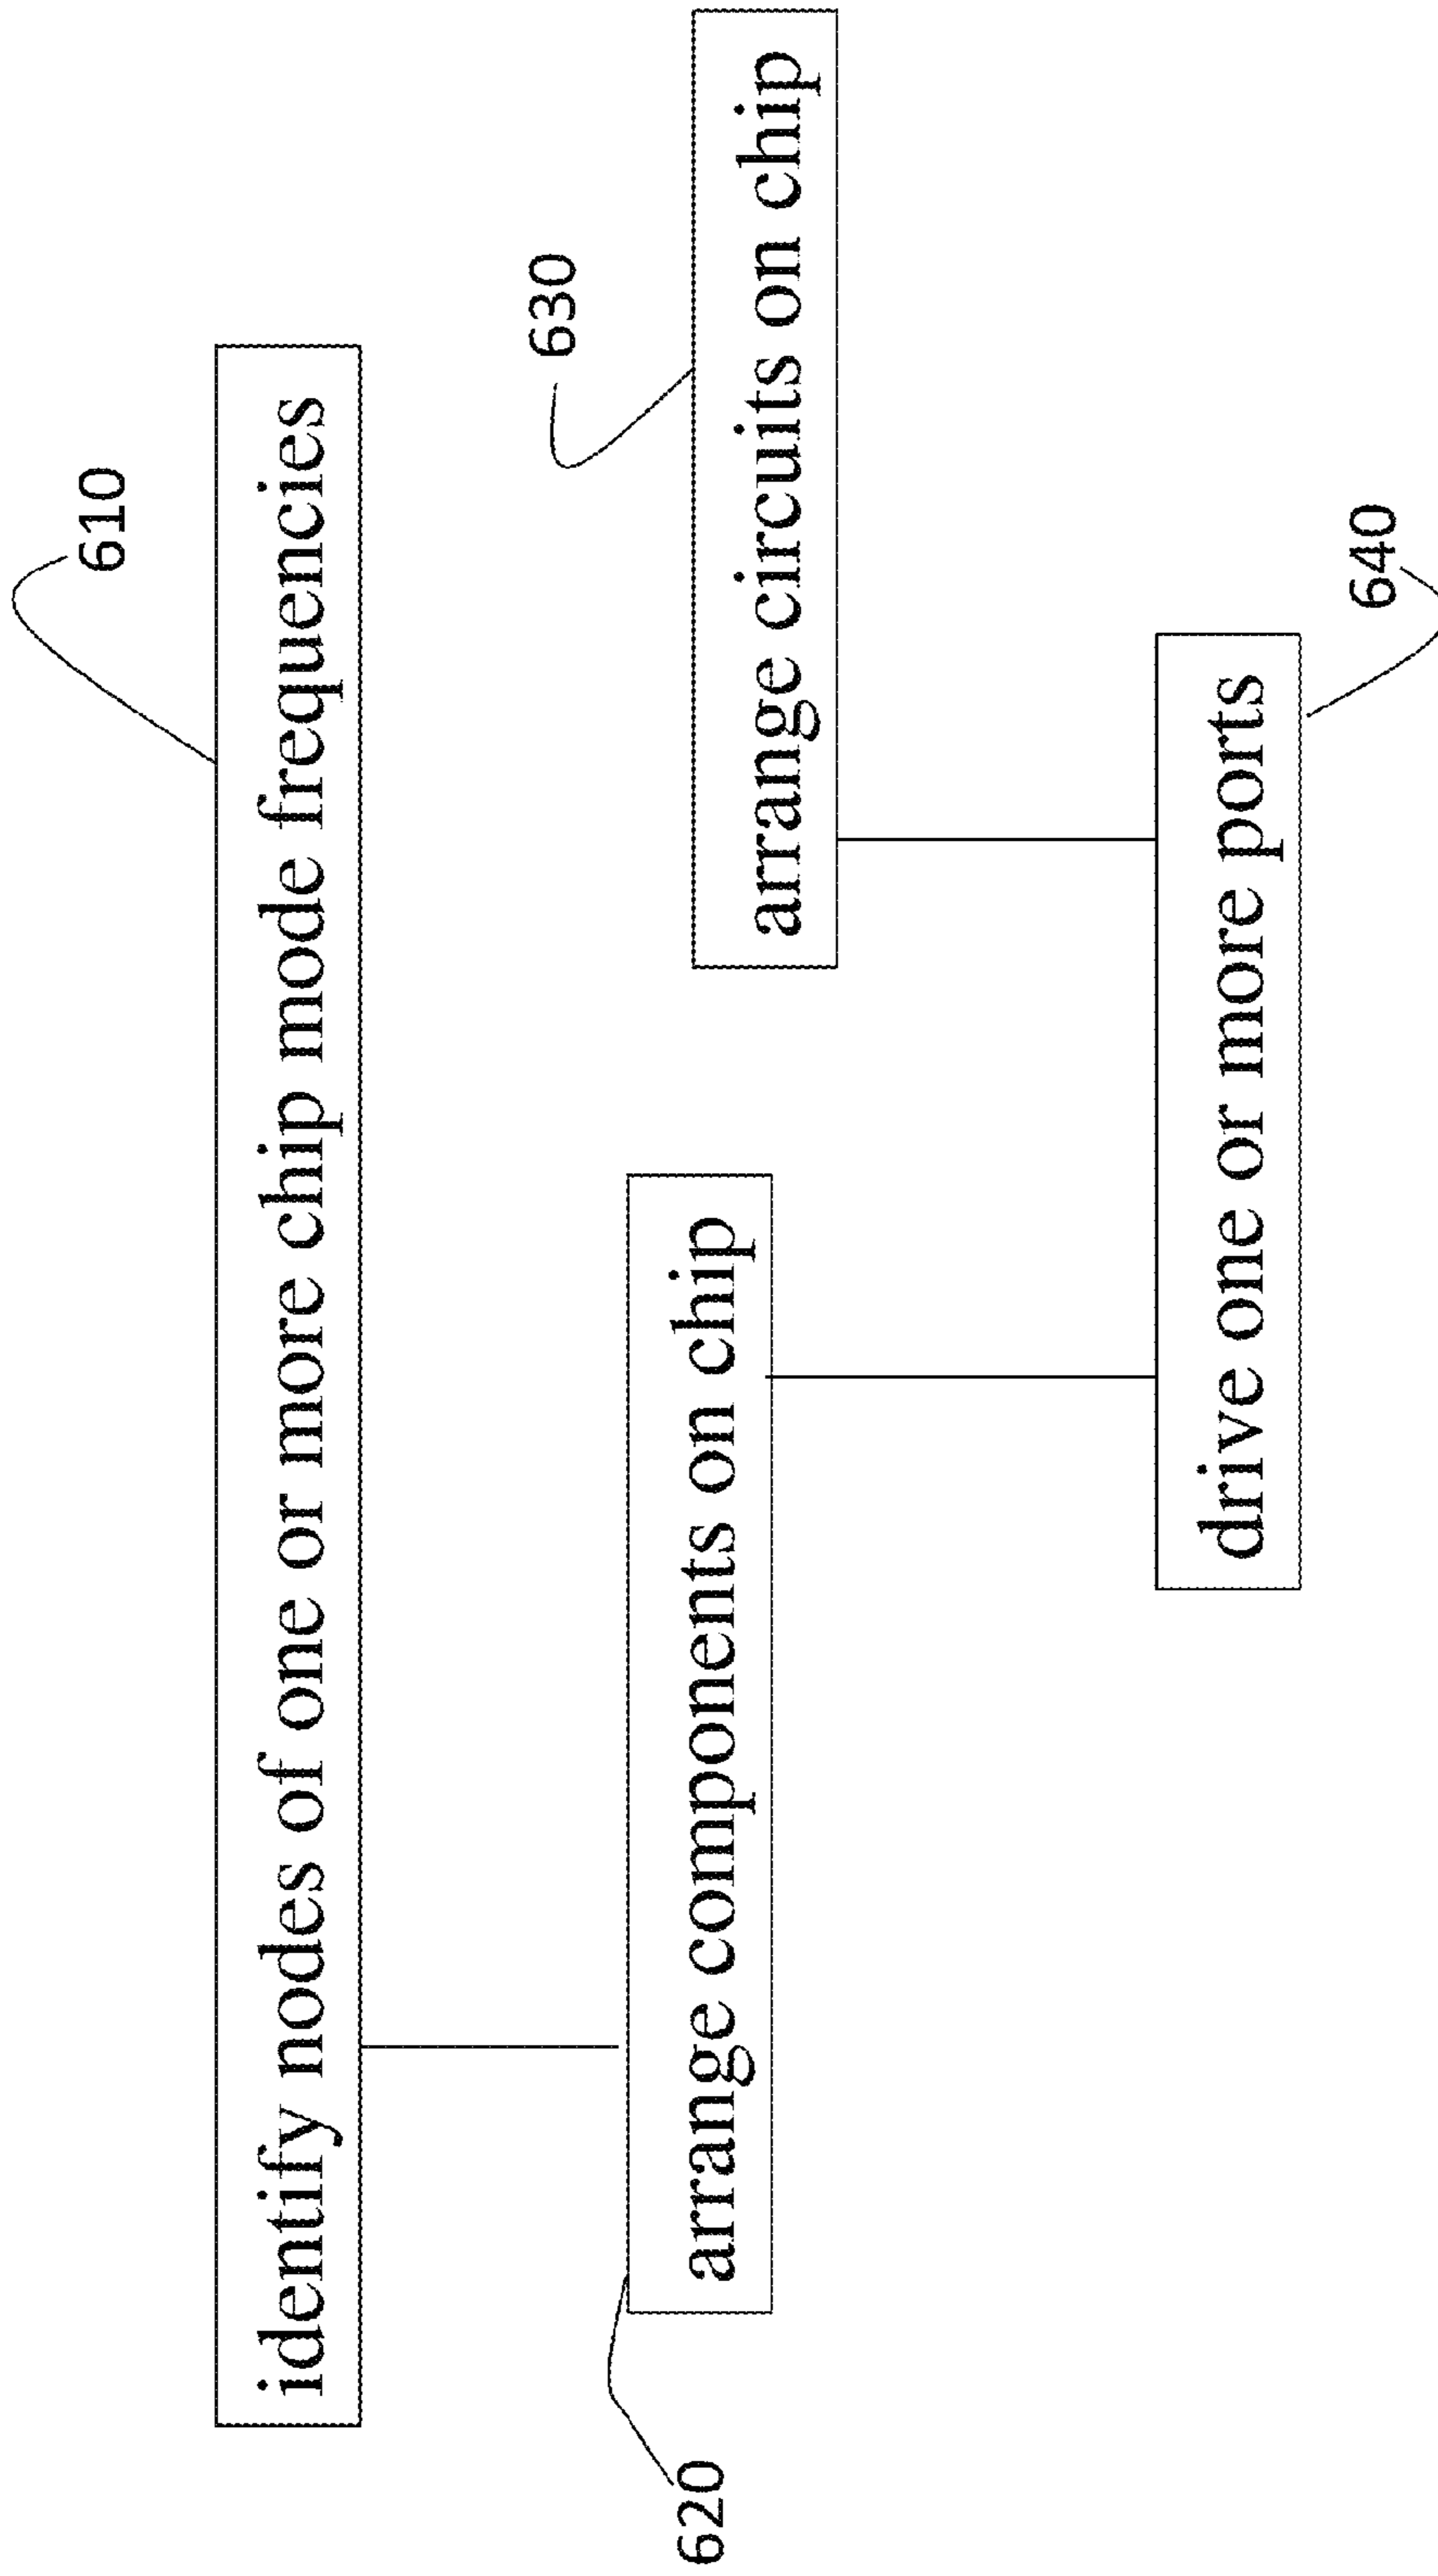 610
identify nodes of one or more chip mode frequencies
630
620
arrange components on chip
arrange circuits on chip
drive one or more ports
640